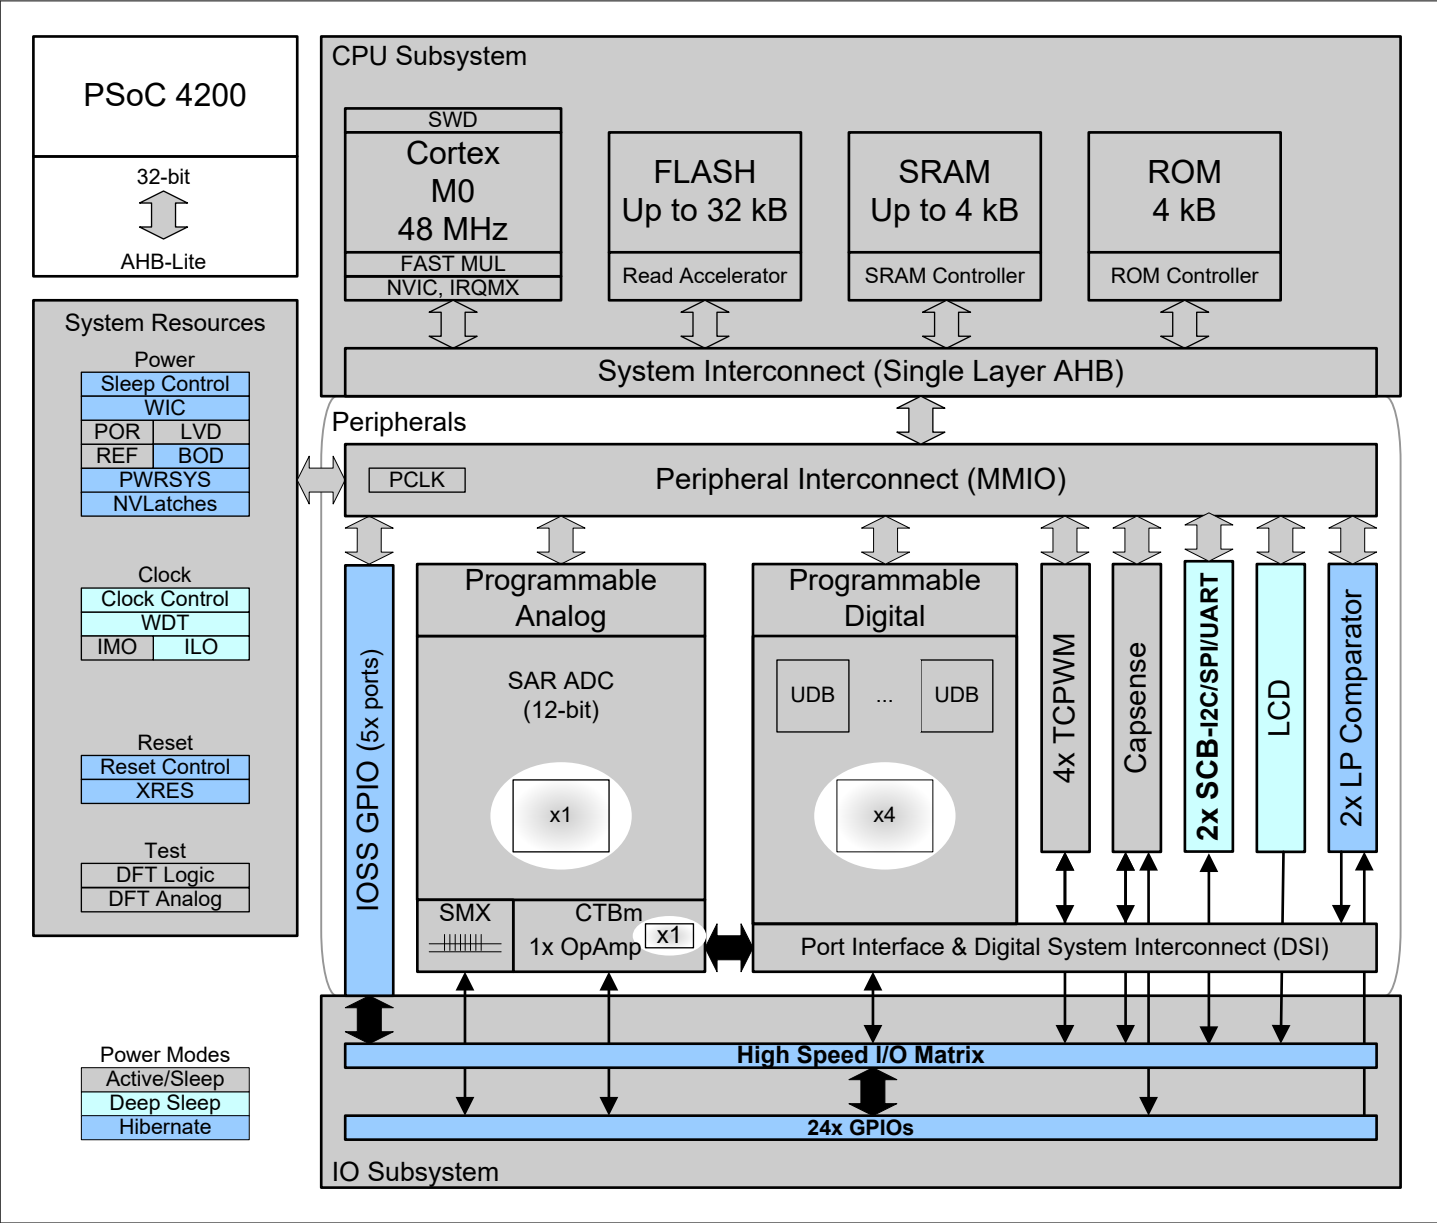 PSoC 4200
32-bit
AHB-Lite
CPU Subsystem
SWD
Cortex
M0
48 MHz
FAST MUL
NVIC, IRQMX
FLASH
Up to 32 kB
Read Accelerator
SRAM
Up to 4 kB
SRAM Controller
ROM
4 kB
ROM Controller
System Interconnect (Single Layer AHB)
System Resources
Power
Sleep Control
WIC
POR LVD
REF BOD
PWRSYS
NVLatches
Clock
Clock Control
WDT
IMO ILO
Reset
Reset Control
XRES
Test
DFT Logic
DFT Analog
Peripherals
PCLK
Peripheral Interconnect (MMIO)
IOSS GPIO (5x ports)
Programmable
Analog
SAR ADC
(12-bit)
x1
SMX
CTBm
1x OpAmp
x1
Programmable
Digital
UDB ... UDB
x4
4x TCPWM
Capsense
2x SCB-I2C/SPI/UART
LCD
2x LP Comparator
Port Interface & Digital System Interconnect (DSI)
High Speed I/O Matrix
24x GPIOs
IO Subsystem
Power Modes
Active/Sleep
Deep Sleep
Hibernate